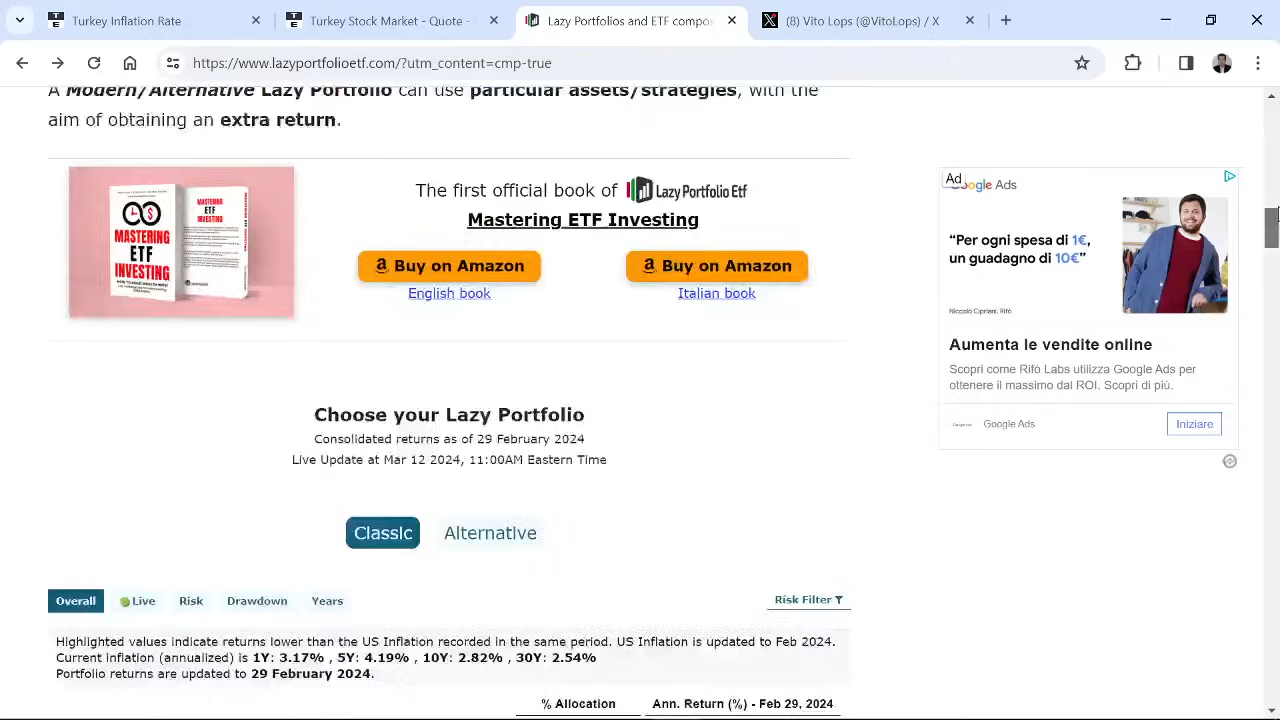 Turkey Inflation Rate
Turkey Stock Market - Quote -
Lazy Portfolios and ETF compos
(8) Vito Lops (@VitoLops) / X
https://www.lazyportfolioetf.com/?utm_content=cmp-true
A Modern/Alternative Lazy Portfolio can use particular assets/strategies, with the
aim of obtaining an extra return.
MASTERING
ETF
INVESTING
MASTERING
ETF
INVESTING
The first official book of Lazy Portfolio Etf
Mastering ETF Investing
Buy on Amazon
English book
Buy on Amazon
Italian book
Ad
Google Ads
“Per ogni spesa di 1€,
un guadagno di 10€”
Niccolò Cipriani, Rifò
Aumenta le vendite online
Scopri come Rifò Labs utilizza Google Ads per
ottenere il massimo dal ROI. Scopri di più.
Google Ads
Iniziare
Choose your Lazy Portfolio
Consolidated returns as of 29 February 2024
Live Update at Mar 12 2024, 11:00AM Eastern Time
Classic
Alternative
Overall
Live
Risk
Drawdown
Years
Risk Filter
Highlighted values indicate returns lower than the US Inflation recorded in the same period. US Inflation is updated to Feb 2024.
Current inflation (annualized) is 1Y: 3.17% , 5Y: 4.19% , 10Y: 2.82% , 30Y: 2.54%
Portfolio returns are updated to 29 February 2024.
% Allocation
Ann. Return (%) - Feb 29, 2024